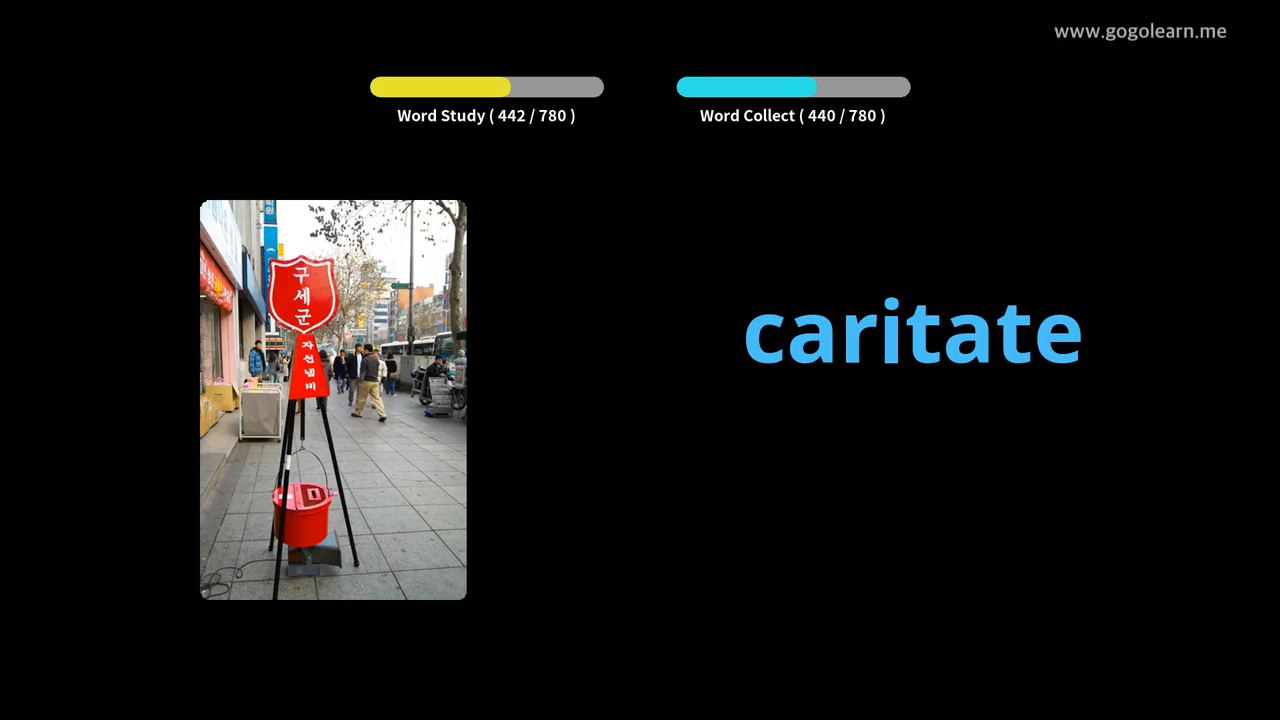 www.gogolearn.me
Word Study ( 442 / 780 )
Word Collect ( 440 / 780 )
caritate
구
세
군
자
선
냄
비